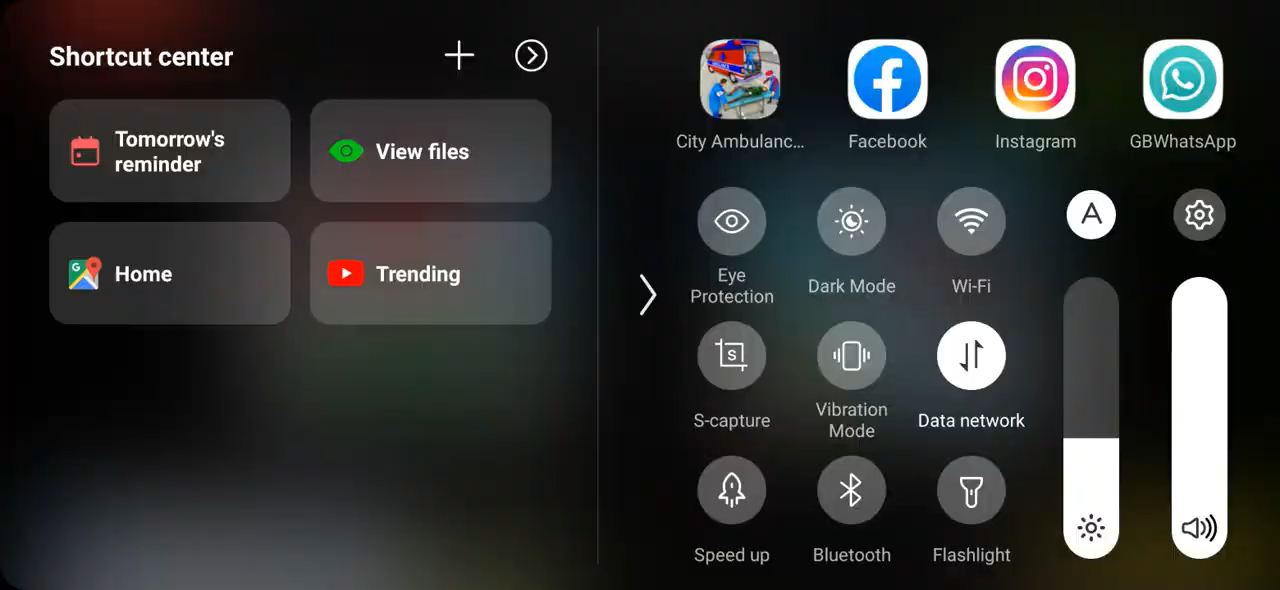 Shortcut center
Tomorrow's
reminder
View files
Home
Trending
City Ambulanc...
Facebook
Instagram
GBWhatsApp
A
Eye
Protection
Dark Mode
Wi-Fi
S
S-capture
Vibration
Mode
Data network
Speed up
Bluetooth
Flashlight